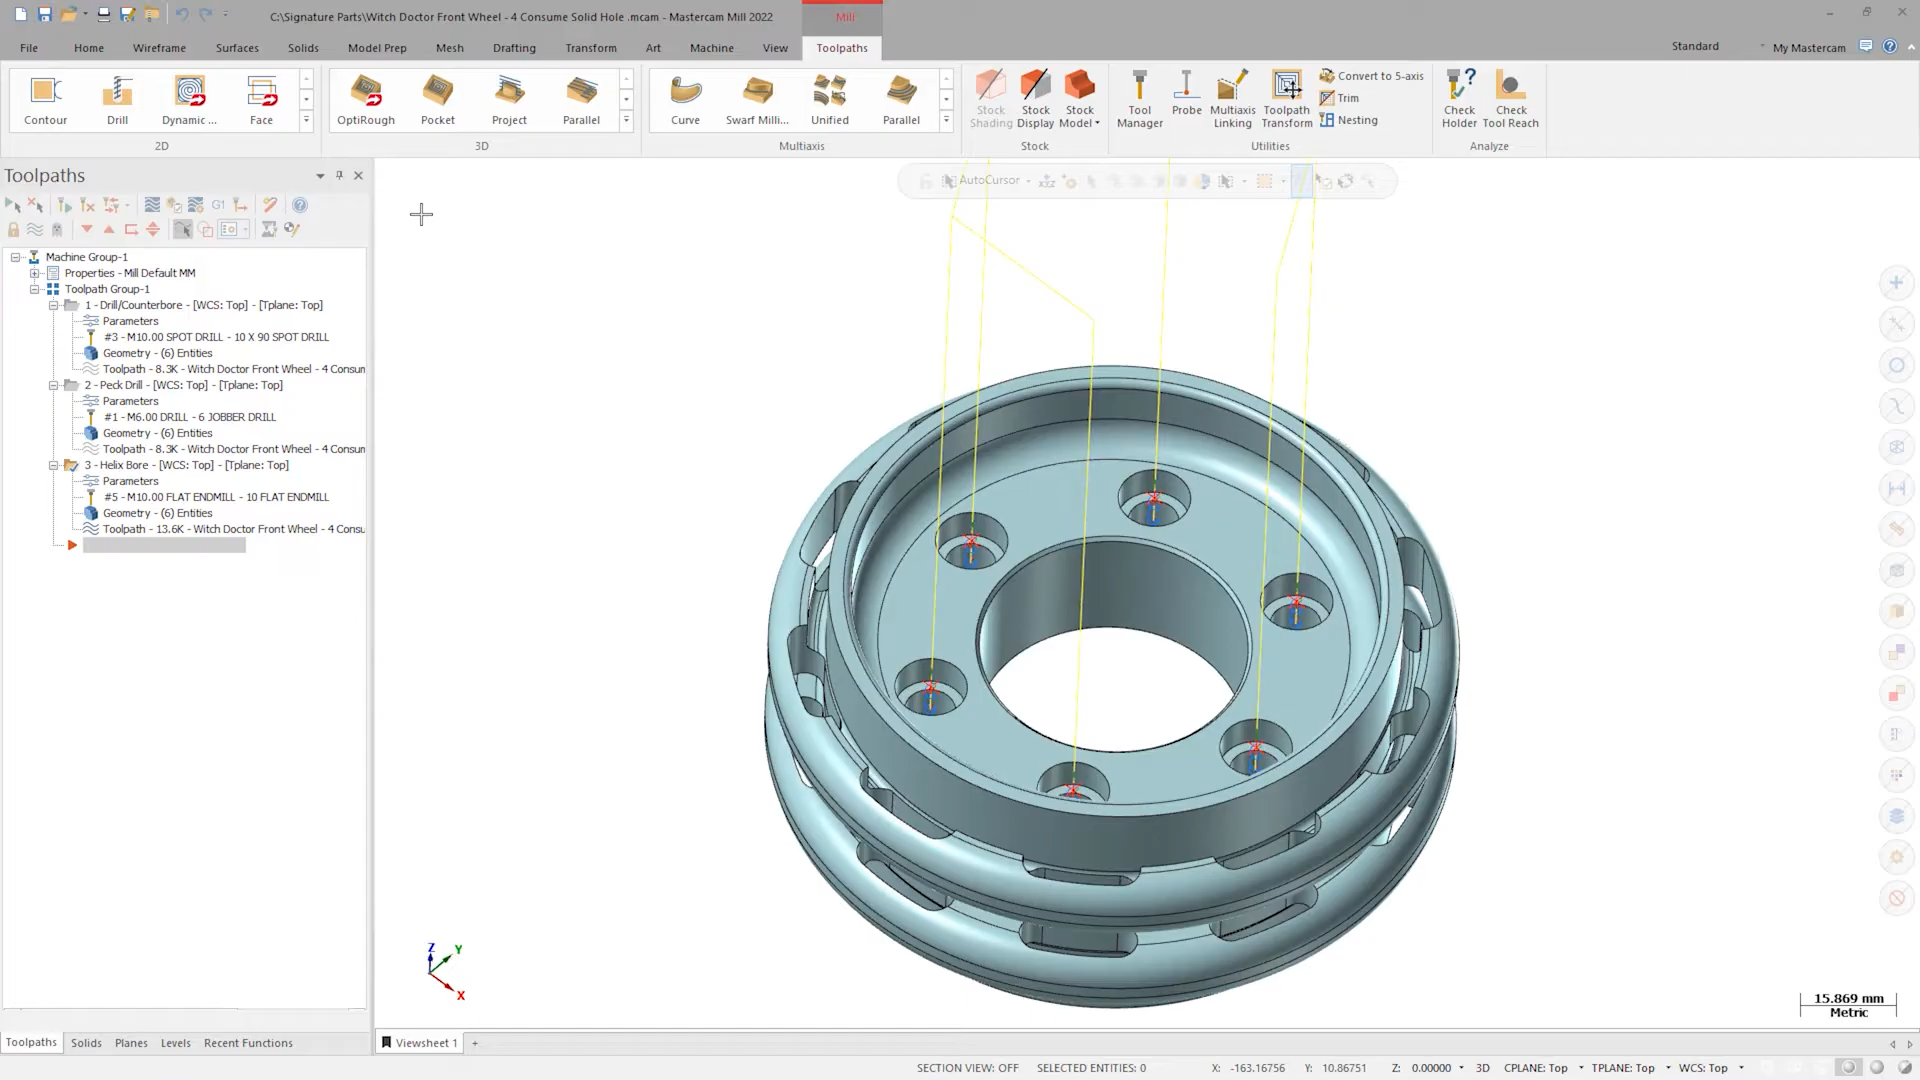 C:\Signature Parts\Witch Doctor Front Wheel - 4 Consume Solid Hole .mcam - Mastercam Mill 2022
Mill
File Home Wireframe Surfaces Solids Model Prep Mesh Drafting Transform Art Machine View Toolpaths
Standard My Mastercam
Contour Drill Dynamic ... Face
2D
OptiRough Pocket Project Parallel
3D
Curve Swarf Milli... Unified Parallel
Multiaxis
Stock Shading
Stock Display
Stock Model
Stock
Tool Manager
Probe
Multiaxis Linking
Toolpath Transform
Convert to 5-axis
Trim
Nesting
Utilities
Check Holder
Check Tool Reach
Analyze
Toolpaths
G1
AutoCursor
XYZ
Machine Group-1
Properties - Mill Default MM
Toolpath Group-1
1 - Drill/Counterbore - [WCS: Top] - [Tplane: Top]
Parameters
#3 - M10.00 SPOT DRILL - 10 X 90 SPOT DRILL
Geometry - (6) Entities
Toolpath - 8.3K - Witch Doctor Front Wheel - 4 Consum
2 - Peck Drill - [WCS: Top] - [Tplane: Top]
Parameters
#1 - M6.00 DRILL - 6 JOBBER DRILL
Geometry - (6) Entities
Toolpath - 8.3K - Witch Doctor Front Wheel - 4 Consum
3 - Helix Bore - [WCS: Top] - [Tplane: Top]
Parameters
#5 - M10.00 FLAT ENDMILL - 10 FLAT ENDMILL
Geometry - (6) Entities
Toolpath - 13.6K - Witch Doctor Front Wheel - 4 Consu
Z
Y
X
15.869 mm
Metric
Toolpaths Solids Planes Levels Recent Functions
Viewsheet 1 +
SECTION VIEW: OFF SELECTED ENTITIES: 0 X: -163.16756 Y: 10.86751 Z: 0.00000 3D CPLANE: Top TPLANE: Top WCS: Top